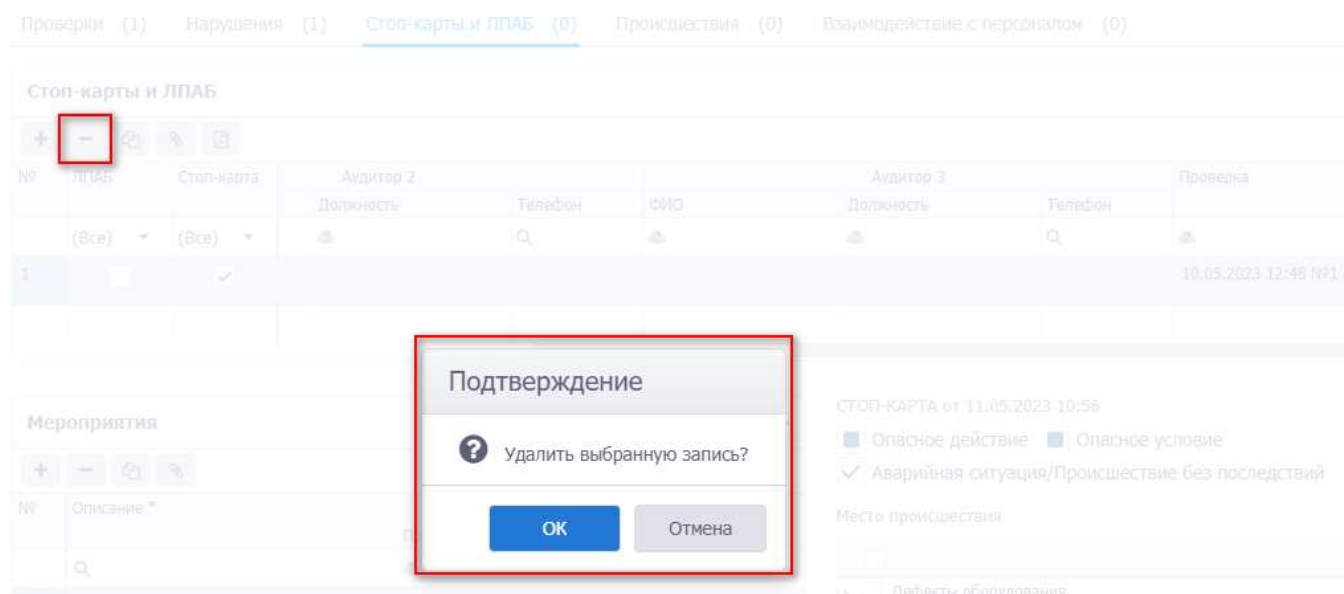 Проверки (1) Нарушения (1) Стоп-карты и ЛПАБ (0) Происшествия (0) Взаимодействие с персоналом (0)
Стоп-карты и ЛПАБ
№ ЛПАБ Стоп-карта Аудитор 2 Аудитор 3 Проверка
Должность Телефон ФИО Должность Телефон
(Все) (Все)
1 10.05.2023 12:48 №1
Подтверждение
Удалить выбранную запись?
ОК Отмена
Мероприятия
№ Описание *
СТОП-КАРТА от 11.05.2023 10:56
Опасное действие Опасное условие
Аварийная ситуация/Происшествие без последствий
Место происшествия
Дефекты оборудования